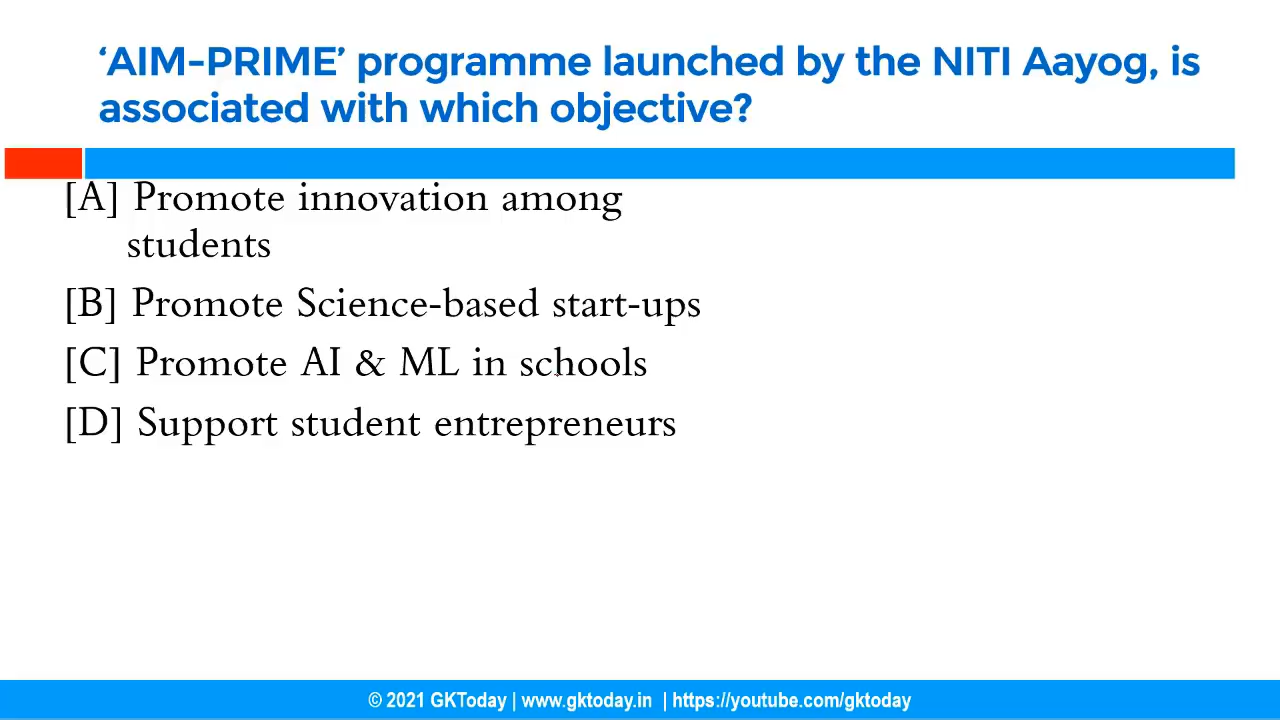 ‘AIM-PRIME’ programme launched by the NITI Aayog, is
associated with which objective?
[A] Promote innovation among
students
[B] Promote Science-based start-ups
[C] Promote AI & ML in schools
[D] Support student entrepreneurs
© 2021 GKToday | www.gktoday.in | https://youtube.com/gktoday